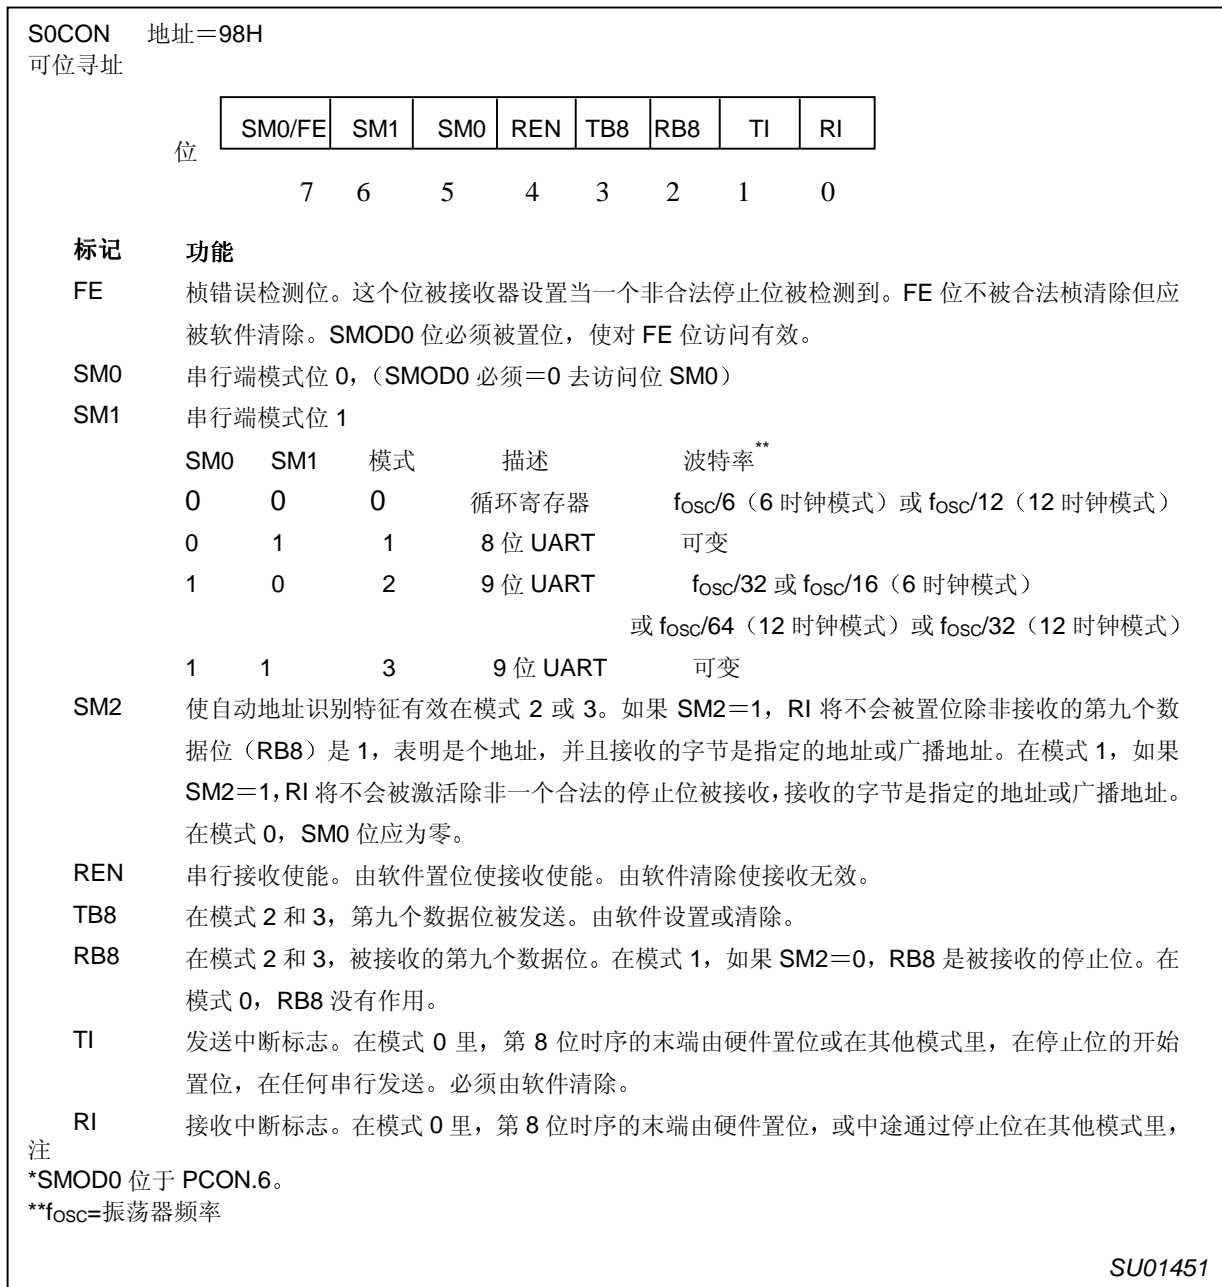 S0CON 地址＝98H
可位寻址
SM0/FE SM1 SM0 REN TB8 RB8 TI RI
位
7 6 5 4 3 2 1 0
标记 功能
FE 桢错误检测位。这个位被接收器设置当一个非合法停止位被检测到。FE 位不被合法桢清除但应
被软件清除。SMOD0 位必须被置位，使对 FE 位访问有效。
SM0 串行端模式位 0，（SMOD0 必须＝0 去访问位 SM0）
SM1 串行端模式位 1
SM0 SM1 模式 描述 波特率**
0 0 0 循环寄存器 fOSC/6（6 时钟模式）或 fOSC/12（12 时钟模式）
0 1 1 8 位 UART 可变
1 0 2 9 位 UART fOSC/32 或 fOSC/16（6 时钟模式）
或 fOSC/64（12 时钟模式）或 fOSC/32（12 时钟模式）
1 1 3 9 位 UART 可变
SM2 使自动地址识别特征有效在模式 2 或 3。如果 SM2＝1，RI 将不会被置位除非接收的第九个数
据位（RB8）是 1，表明是个地址，并且接收的字节是指定的地址或广播地址。在模式 1，如果
SM2＝1，RI 将不会被激活除非一个合法的停止位被接收，接收的字节是指定的地址或广播地址。
在模式 0，SM0 位应为零。
REN 串行接收使能。由软件置位使接收使能。由软件清除使接收无效。
TB8 在模式 2 和 3，第九个数据位被发送。由软件设置或清除。
RB8 在模式 2 和 3，被接收的第九个数据位。在模式 1，如果 SM2＝0，RB8 是被接收的停止位。在
模式 0，RB8 没有作用。
TI 发送中断标志。在模式 0 里，第 8 位时序的末端由硬件置位或在其他模式里，在停止位的开始
置位，在任何串行发送。必须由软件清除。
RI 接收中断标志。在模式 0 里，第 8 位时序的末端由硬件置位，或中途通过停止位在其他模式里，
注
*SMOD0 位于 PCON.6。
**fOSC=振荡器频率
SU01451